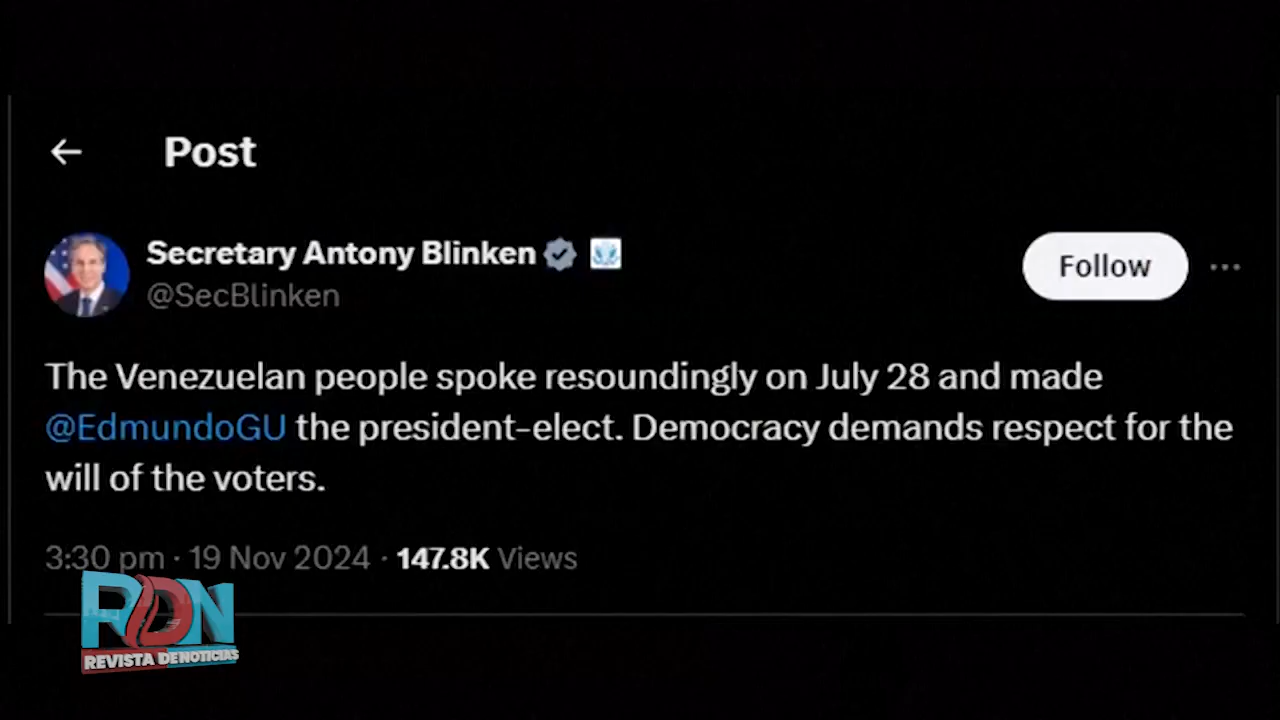 Post
Secretary Antony Blinken
@SecBlinken
Follow
The Venezuelan people spoke resoundingly on July 28 and made
@EdmundoGU the president-elect. Democracy demands respect for the
will of the voters.
3:30 pm · 19 Nov 2024 · 147.8K Views
RDN
REVISTA DE NOTICIAS